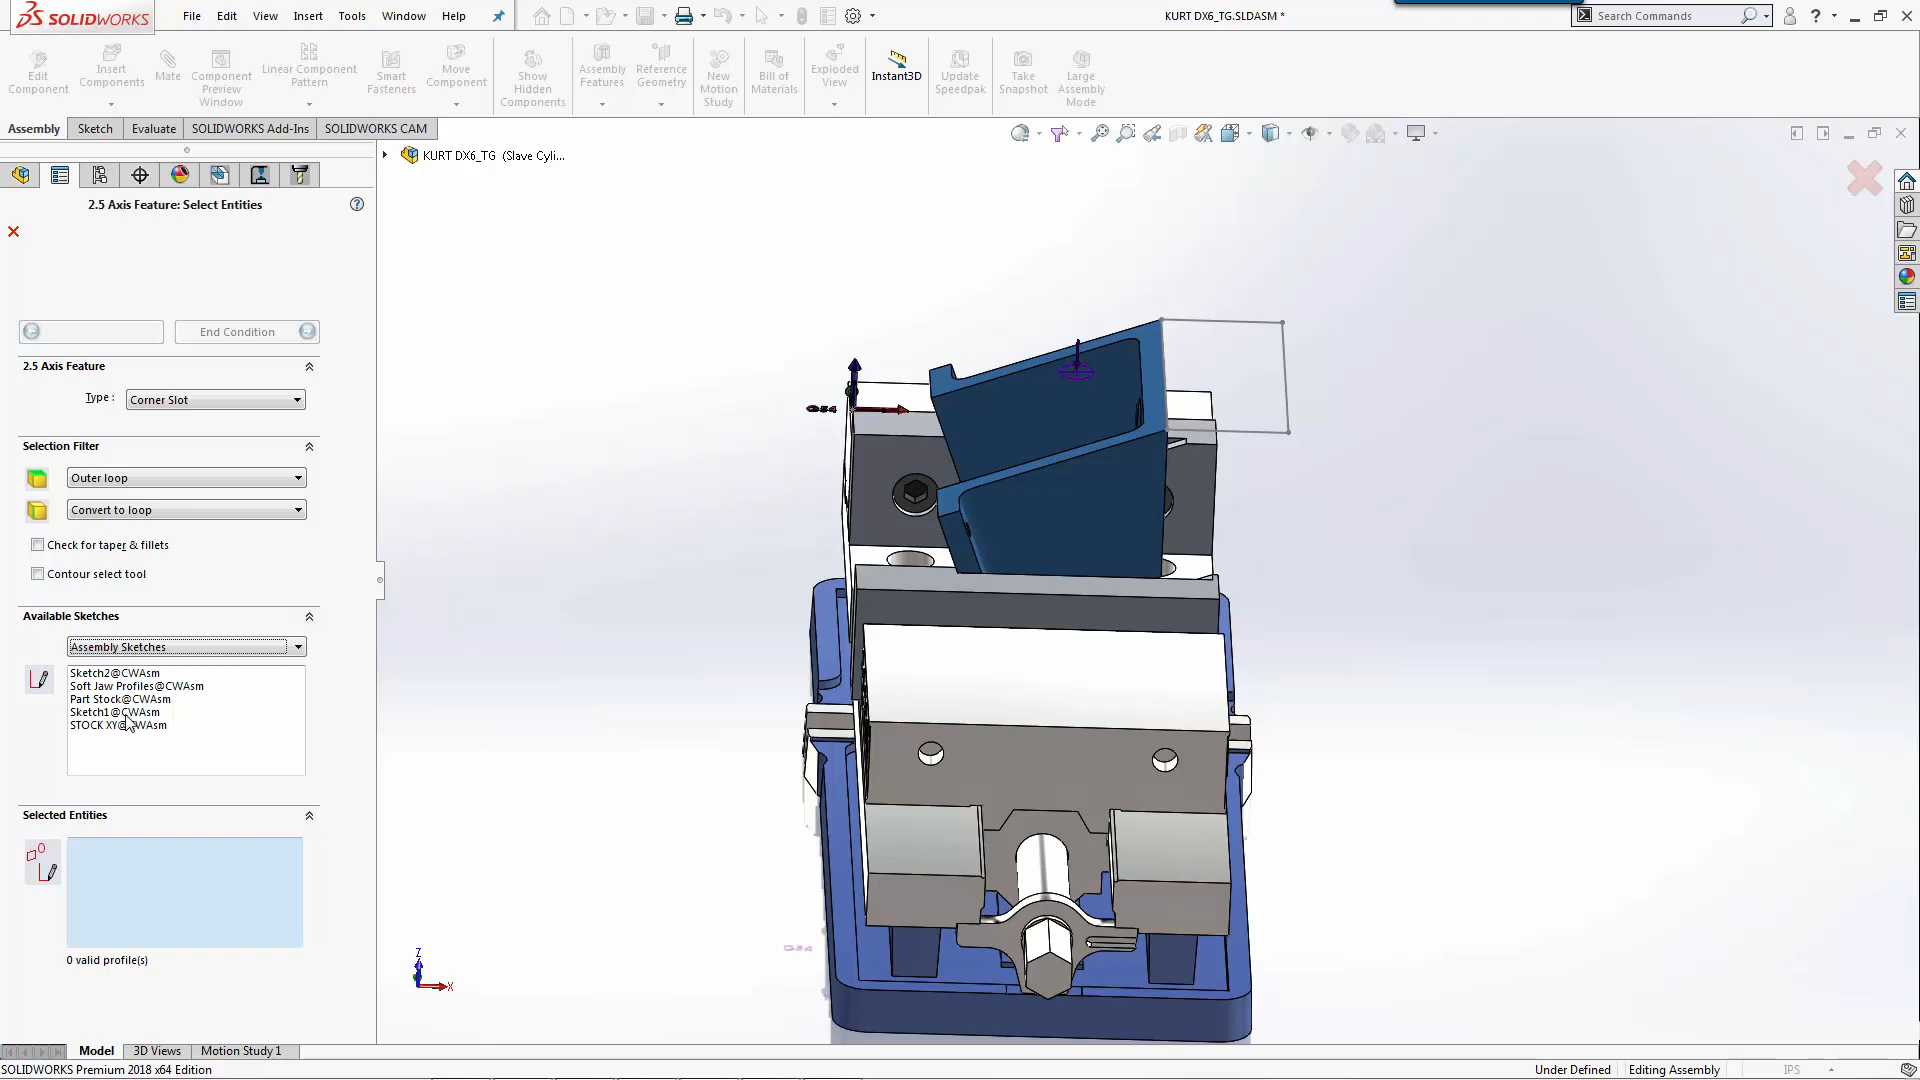 SOLIDWORKS
File Edit View Insert Tools Window Help
KURT DX6_TG.SLDASM *
Search Commands
Edit Component
Insert Components
Mate
Component Preview Window
Linear Component Pattern
Smart Fasteners
Move Component
Show Hidden Components
Assembly Features
Reference Geometry
New Motion Study
Bill of Materials
Exploded View
Instant3D
Update Speedpak
Take Snapshot
Large Assembly Mode
Assembly Sketch Evaluate SOLIDWORKS Add-Ins SOLIDWORKS CAM
KURT DX6_TG (Slave Cyli...
2.5 Axis Feature: Select Entities
End Condition
2.5 Axis Feature
Type : Corner Slot
Selection Filter
Outer loop
Convert to loop
Check for taper & fillets
Contour select tool
Available Sketches
Assembly Sketches
Sketch2@CWAsm
Soft Jaw Profiles@CWAsm
Part Stock@CWAsm
Sketch1@CWAsm
STOCK XY@CWAsm
Selected Entities
0 valid profile(s)
G54
G54
Z
X
Model 3D Views Motion Study 1
SOLIDWORKS Premium 2018 x64 Edition
Under Defined Editing Assembly IPS